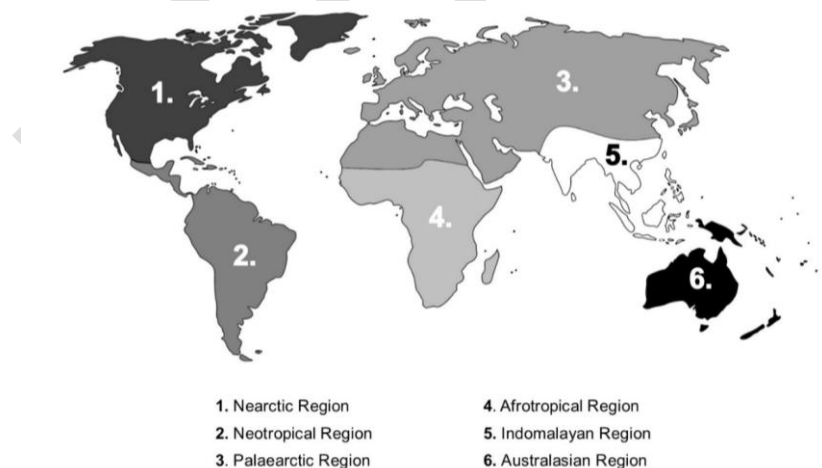 1.
3.
5.
4.
2.
6.
1. Nearctic Region
2. Neotropical Region
3. Palaearctic Region
4. Afrotropical Region
5. Indomalayan Region
6. Australasian Region